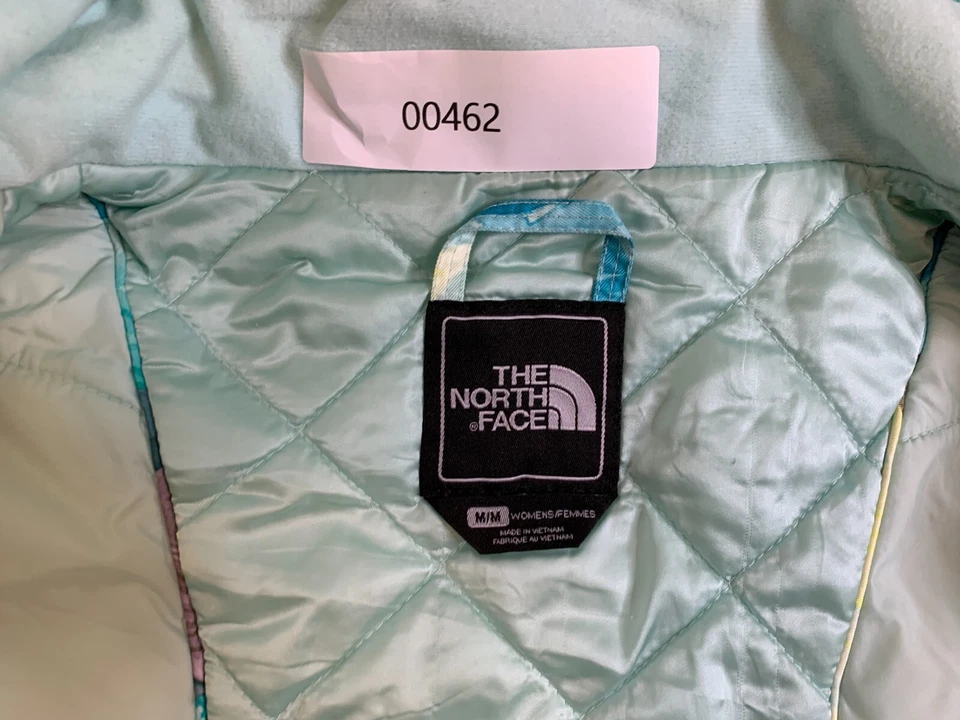 00462
THE
NORTH
®FACE
M/M WOMENS/FEMMES
MADE IN VIETNAM
FABRIQUE AU VIETNAM